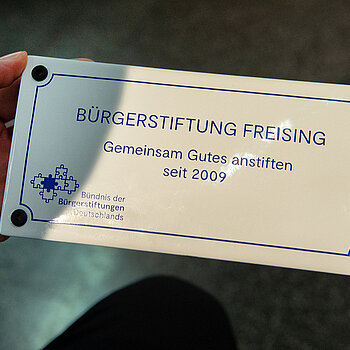 BÜRGERSTIFTUNG FREISING
Gemeinsam Gutes anstiften
seit 2009
Bündnis der
Bürgerstiftungen
Deutschlands